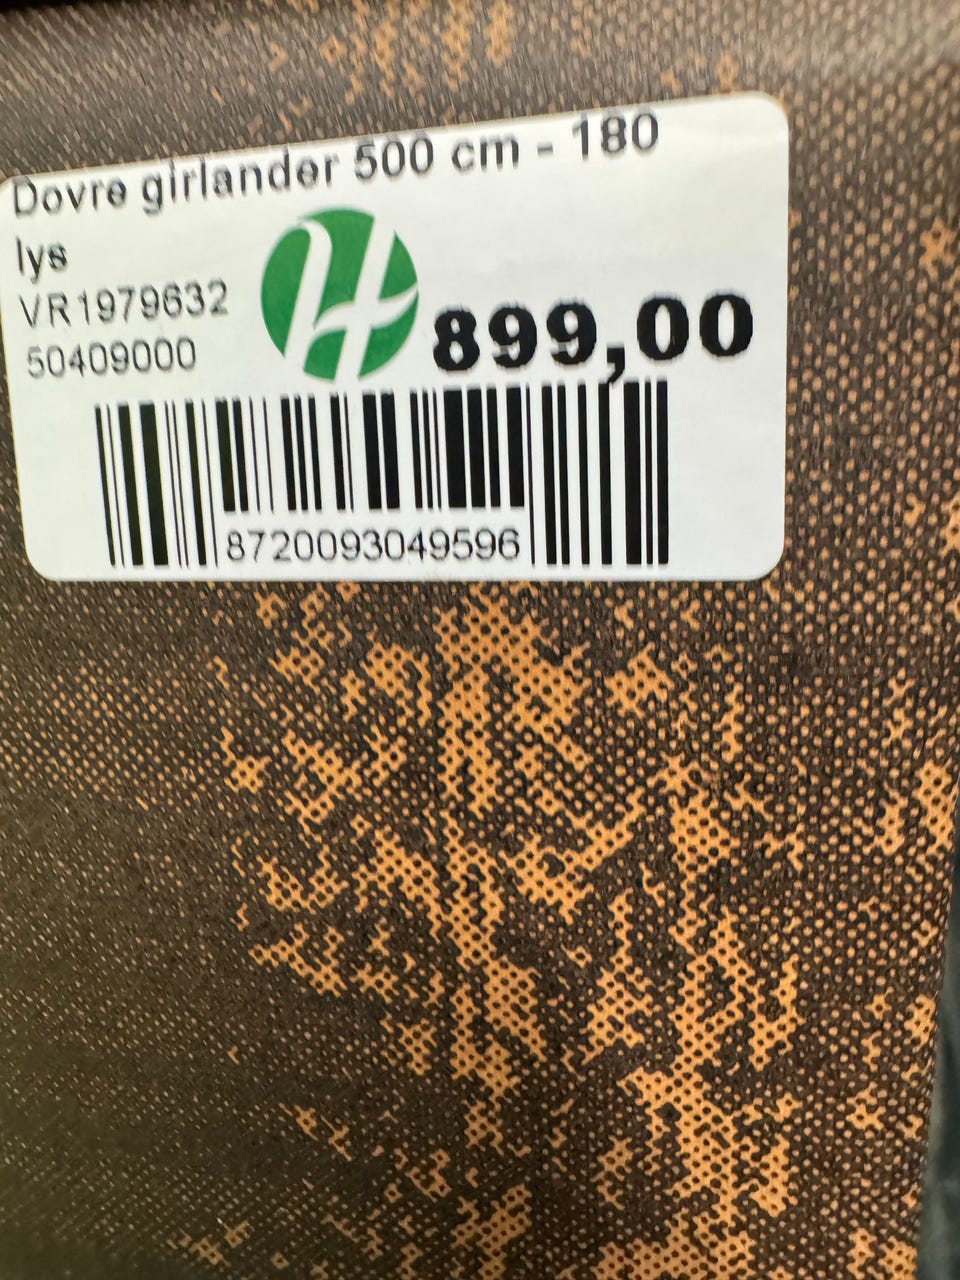 Dovre girlander 500 cm - 180
lys
VR1979632
50409000
H
899,00
8720093049596